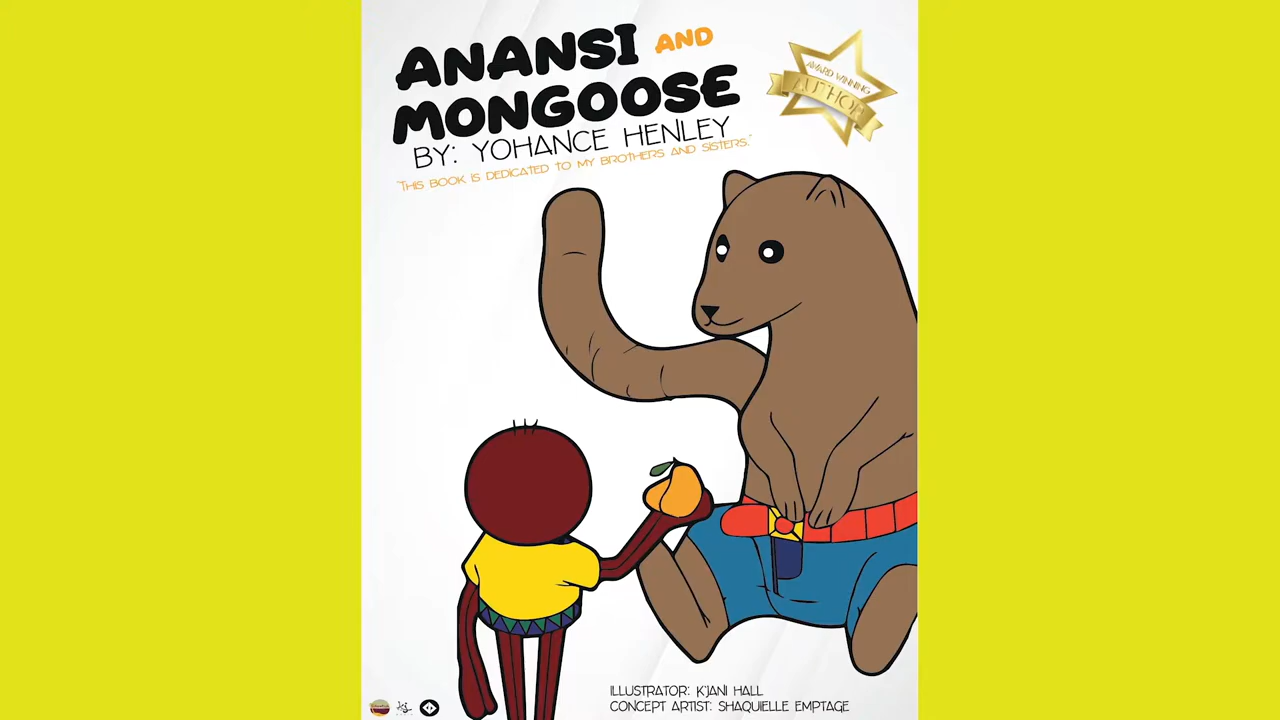 ANANSI AND
MONGOOSE
BY: YOHANCE HENLEY
"THIS BOOK IS DEDICATED TO MY BROTHERS AND SISTERS."
AWARD WINNING
AUTHOR
ILLUSTRATOR: K'JANI HALL
CONCEPT ARTIST: SHAQUIELLE EMPTAGE